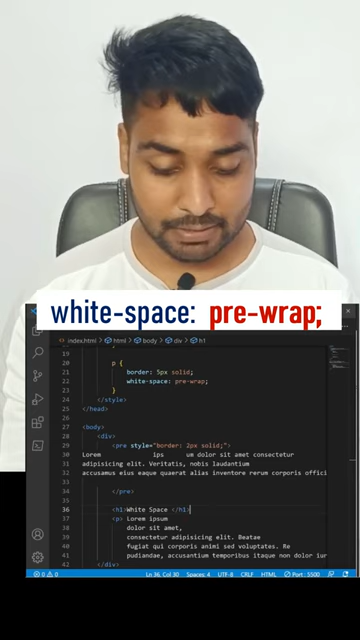 white-space: pre-wrap;
index.html > html > body > div > h1
19
20 p {
21 border: 5px solid;
22 white-space: pre-wrap;
23 }
24 </style>
25 </head>
26
27 <body>
28 <div>
29 <pre style="border: 2px solid;">
30 Lorem ips um dolor sit amet consectetur
31 adipisicing elit. Veritatis, nobis laudantium
32 accusamus eius eaque quaerat alias inventore rerum corporis offici
33
34 </pre>
35
36 <h1>White Space </h1>
37 <p> Lorem ipsum
38 dolor sit amet,
39 consectetur adipisicing elit. Beatae
40 fugiat qui corporis animi sed voluptates. Re
41 pudiandae, accusantium temporibus itaque non dolor iur
42 </div>
0 0 Ln 36, Col 30 Spaces: 4 UTF-8 CRLF HTML Port : 5500